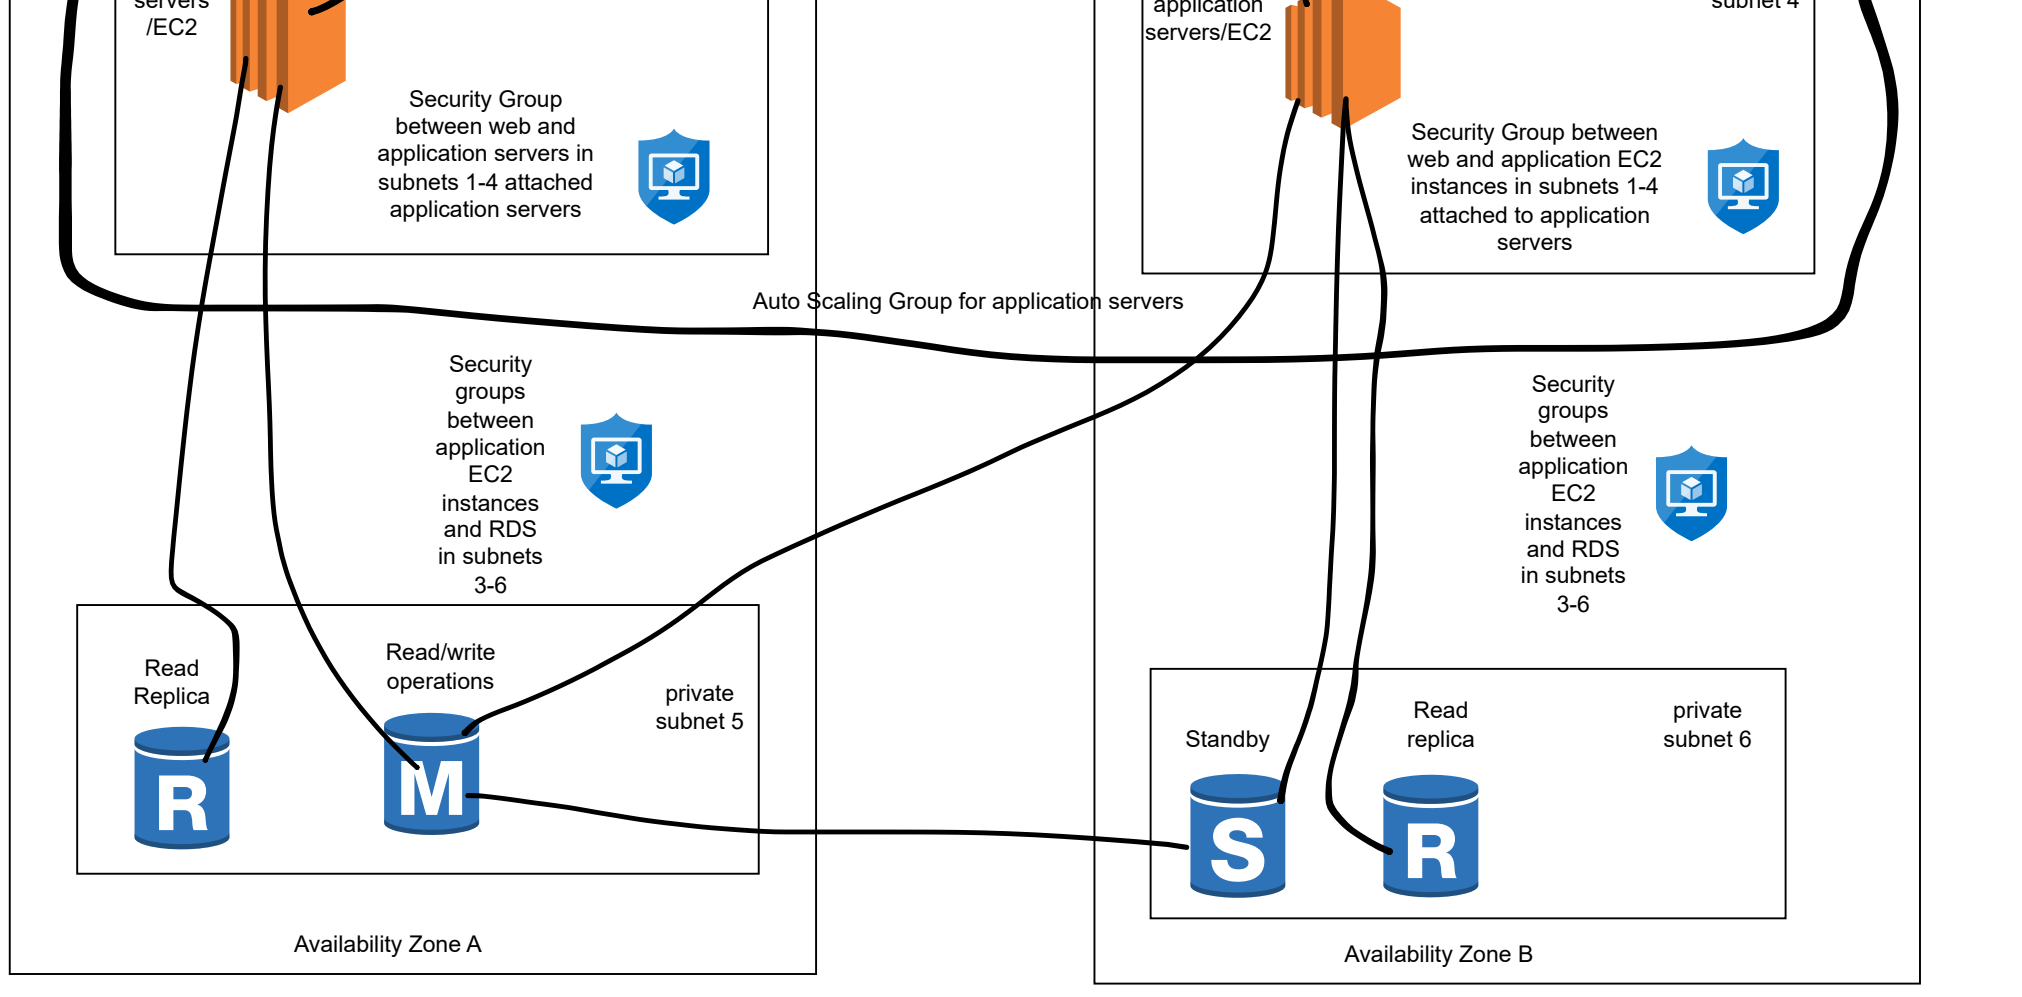 servers
/EC2
application
servers/EC2
subnet 4
Security Group
between web and
application servers in
subnets 1-4 attached
application servers
Security Group between
web and application EC2
instances in subnets 1-4
attached to application
servers
Auto Scaling Group for application servers
Security
groups
between
application
EC2
instances
and RDS
in subnets
3-6
Security
groups
between
application
EC2
instances
and RDS
in subnets
3-6
Read
Replica
Read/write
operations
private
subnet 5
R
M
Standby
Read
replica
private
subnet 6
S
R
Availability Zone A
Availability Zone B